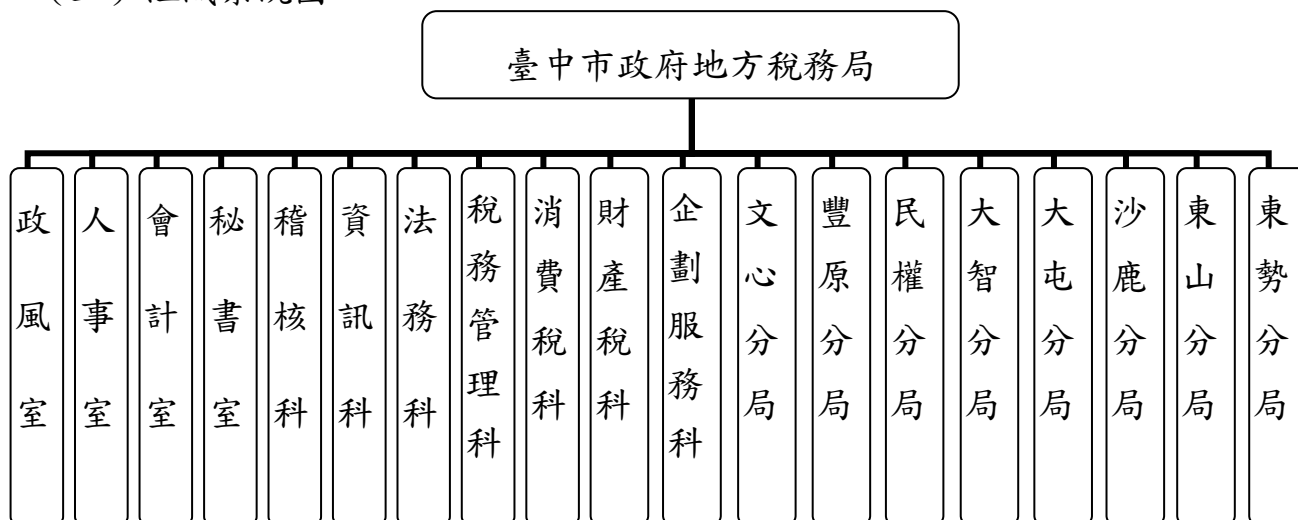 臺中市政府地方稅務局
政風室
人事室
會計室
秘書室
稽核科
資訊科
法務科
稅務管理科
消費稅科
財產稅科
企劃服務科
文心分局
豐原分局
民權分局
大智分局
大屯分局
沙鹿分局
東山分局
東勢分局